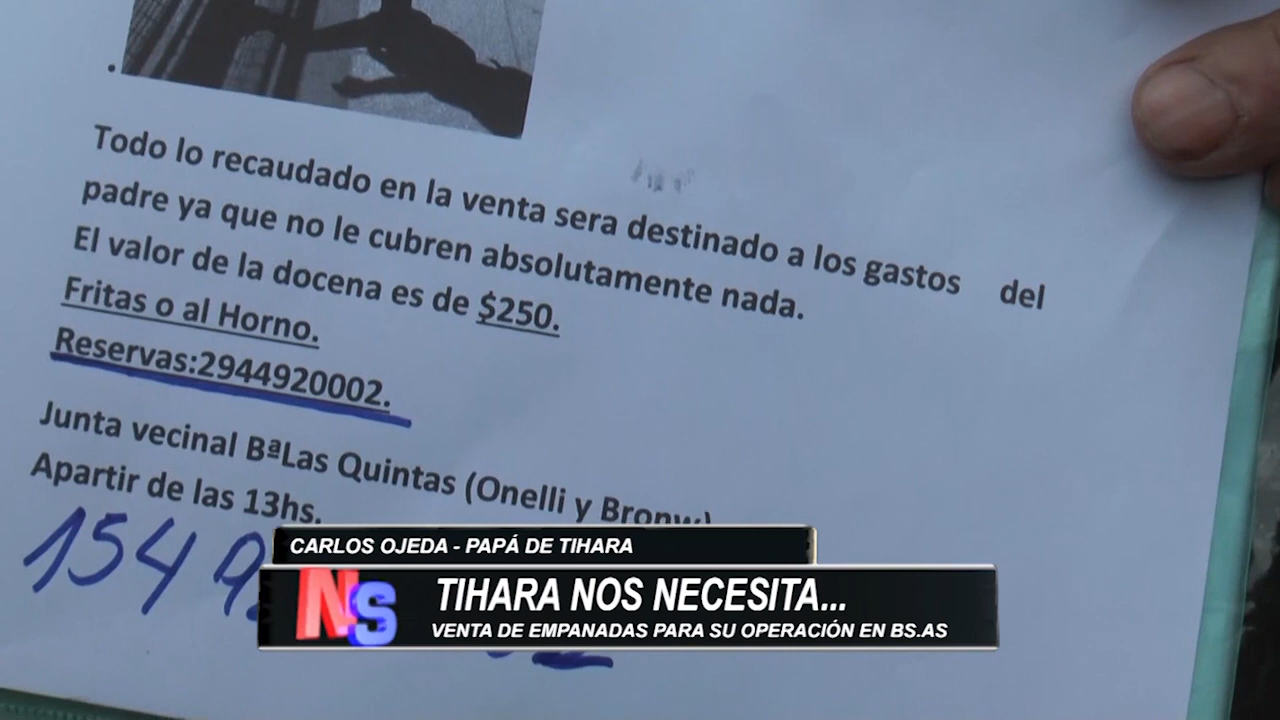 Todo lo recaudado en la venta sera destinado a los gastos del
padre ya que no le cubren absolutamente nada.
El valor de la docena es de $250.
Fritas o al Horno.
Reservas:2944920002.
Junta vecinal BªLas Quintas (Onelli y Bronw)
Apartir de las 13hs.
154 9
CARLOS OJEDA - PAPÁ DE TIHARA
NS
TIHARA NOS NECESITA...
VENTA DE EMPANADAS PARA SU OPERACIÓN EN BS.AS